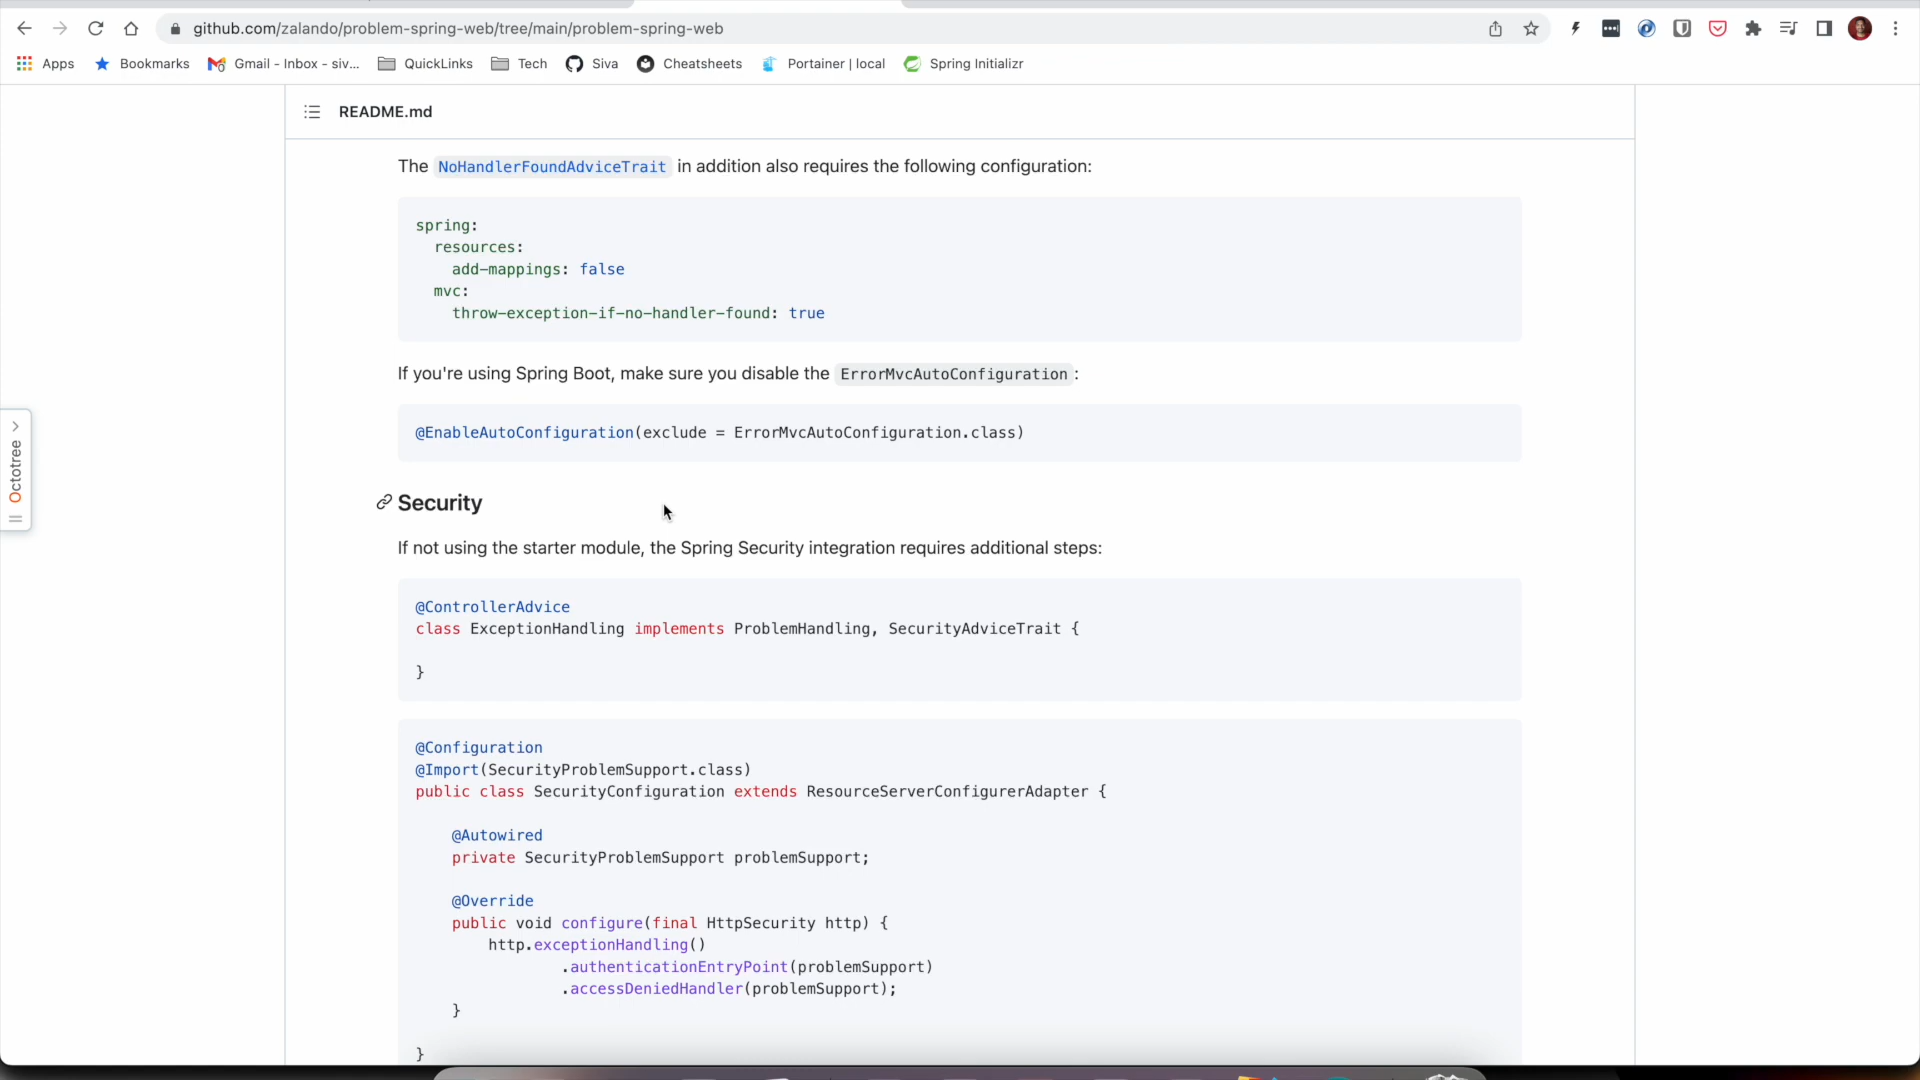 github.com/zalando/problem-spring-web/tree/main/problem-spring-web
Apps Bookmarks Gmail - Inbox - siv... QuickLinks Tech Siva Cheatsheets Portainer | local Spring Initializr
README.md
The NoHandlerFoundAdviceTrait in addition also requires the following configuration:
spring:
  resources:
    add-mappings: false
  mvc:
    throw-exception-if-no-handler-found: true
If you're using Spring Boot, make sure you disable the ErrorMvcAutoConfiguration:
@EnableAutoConfiguration(exclude = ErrorMvcAutoConfiguration.class)
Octotree
Security
If not using the starter module, the Spring Security integration requires additional steps:
@ControllerAdvice
class ExceptionHandling implements ProblemHandling, SecurityAdviceTrait {
}
@Configuration
@Import(SecurityProblemSupport.class)
public class SecurityConfiguration extends ResourceServerConfigurerAdapter {
    @Autowired
    private SecurityProblemSupport problemSupport;
    @Override
    public void configure(final HttpSecurity http) {
        http.exceptionHandling()
                .authenticationEntryPoint(problemSupport)
                .accessDeniedHandler(problemSupport);
    }
}